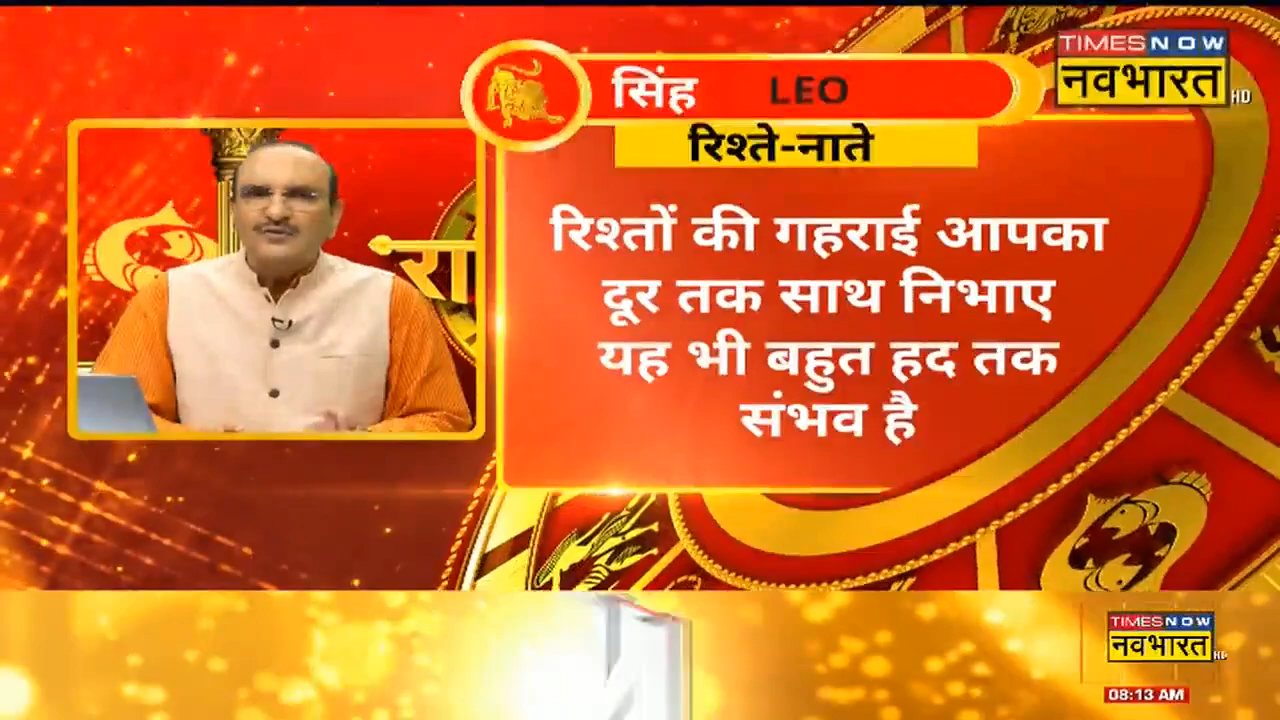 सिंह LEO
TIMES NOW
नवभारत
HD
रिश्ते-नाते
रिश्तों की गहराई आपका
दूर तक साथ निभाए
यह भी बहुत हद तक
संभव है
रा
TIMES NOW
नवभारत
HD
08:13 AM